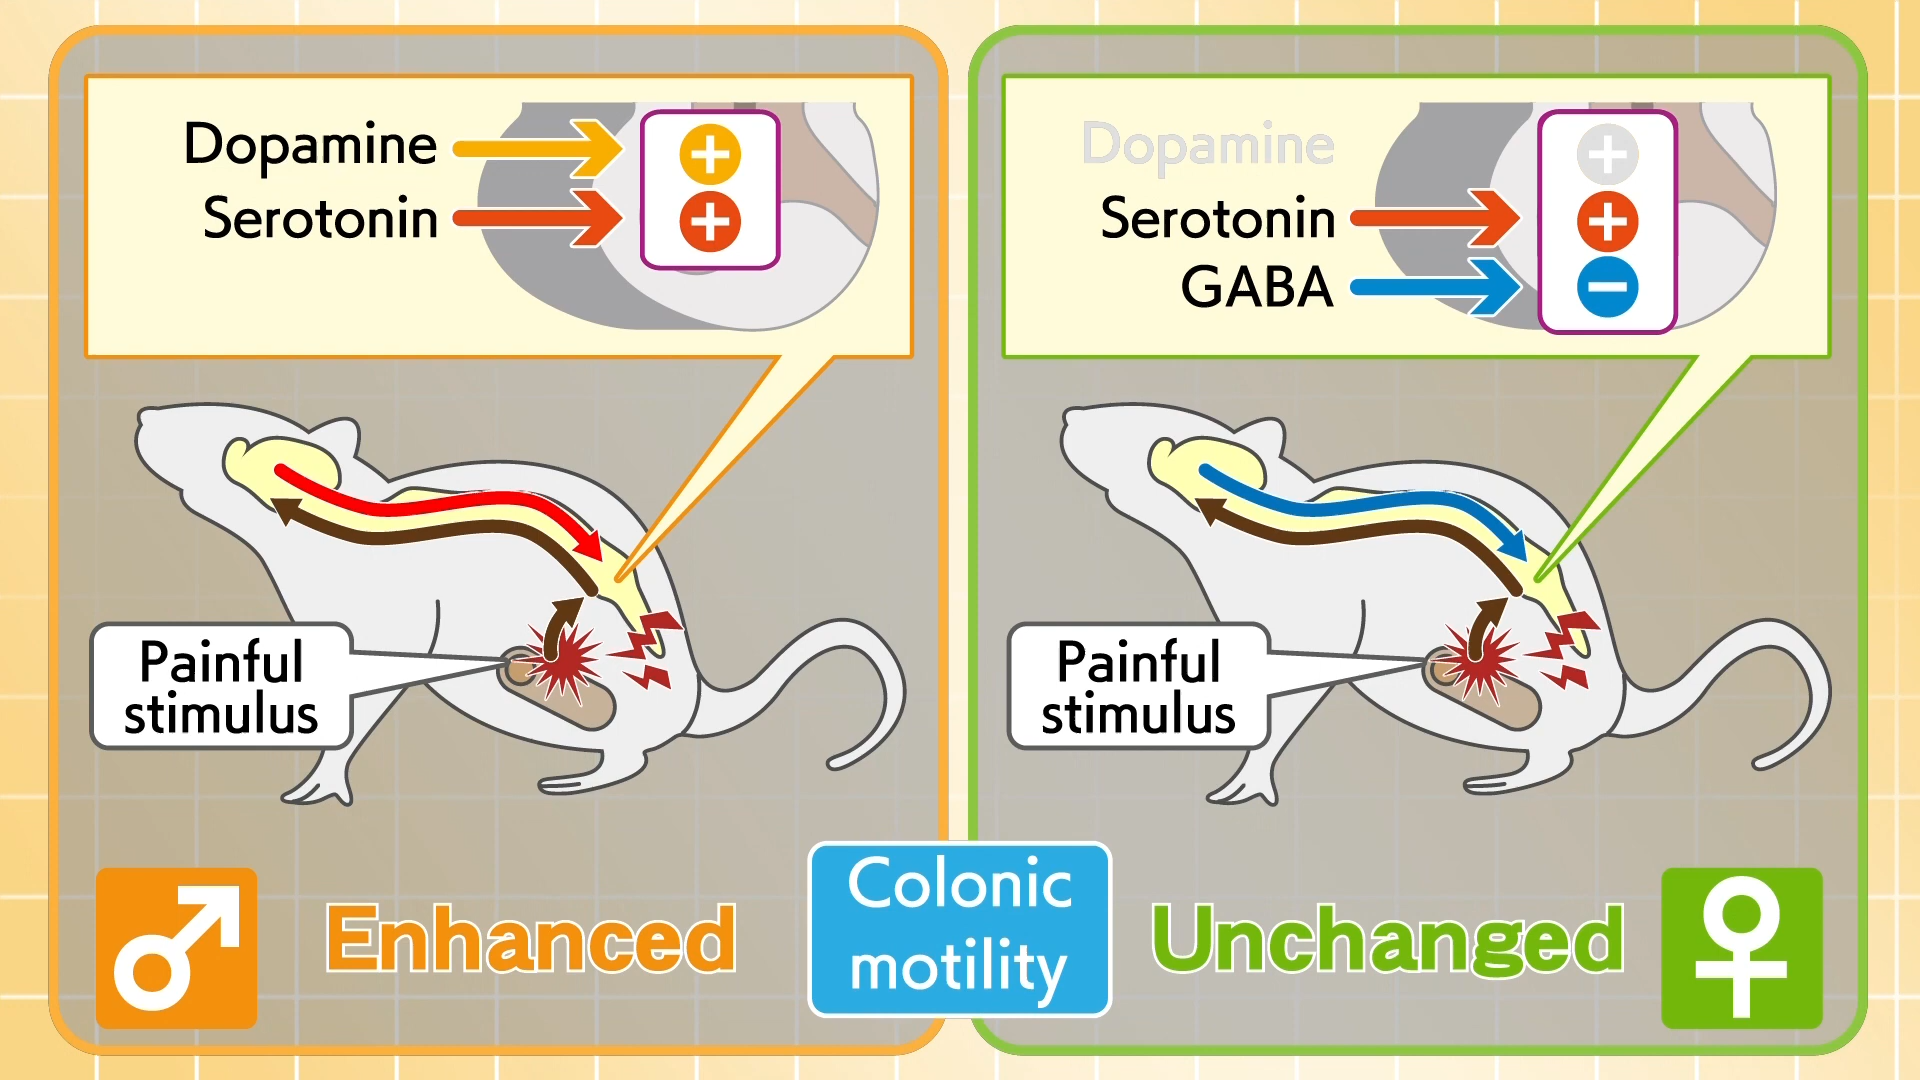 Dopamine
Serotonin
Painful
stimulus
Enhanced
Dopamine
Serotonin
GABA
Painful
stimulus
Unchanged
Colonic
motility